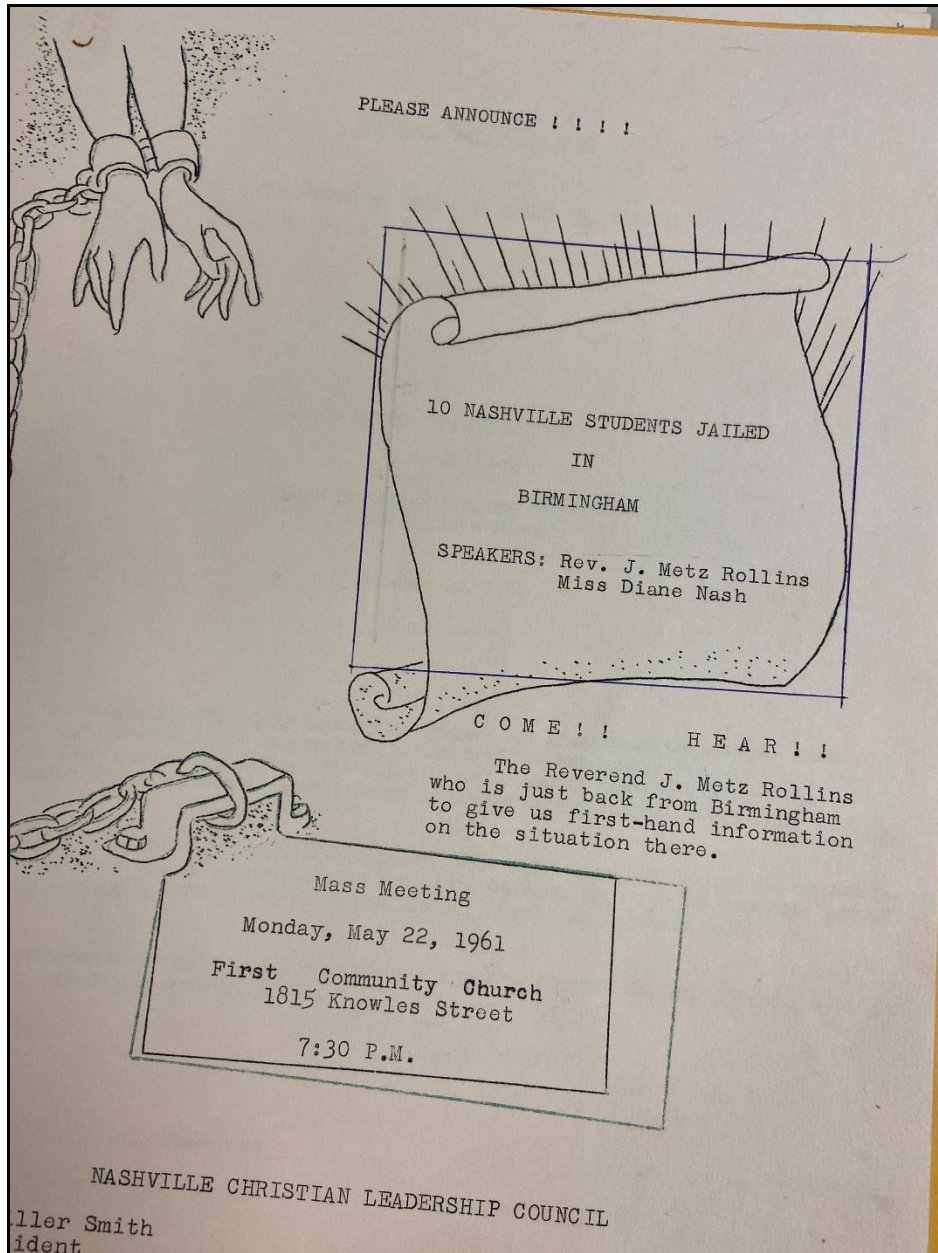 PLEASE ANNOUNCE ! ! ! !
10 NASHVILLE STUDENTS JAILED
IN
BIRMINGHAM
SPEAKERS: Rev. J. Metz Rollins
Miss Diane Nash
C O M E ! ! H E A R ! !
The Reverend J. Metz Rollins
who is just back from Birmingham
to give us first-hand information
on the situation there.
Mass Meeting
Monday, May 22, 1961
First Community Church
1815 Knowles Street
7:30 P.M.
NASHVILLE CHRISTIAN LEADERSHIP COUNCIL
ller Smith
ident